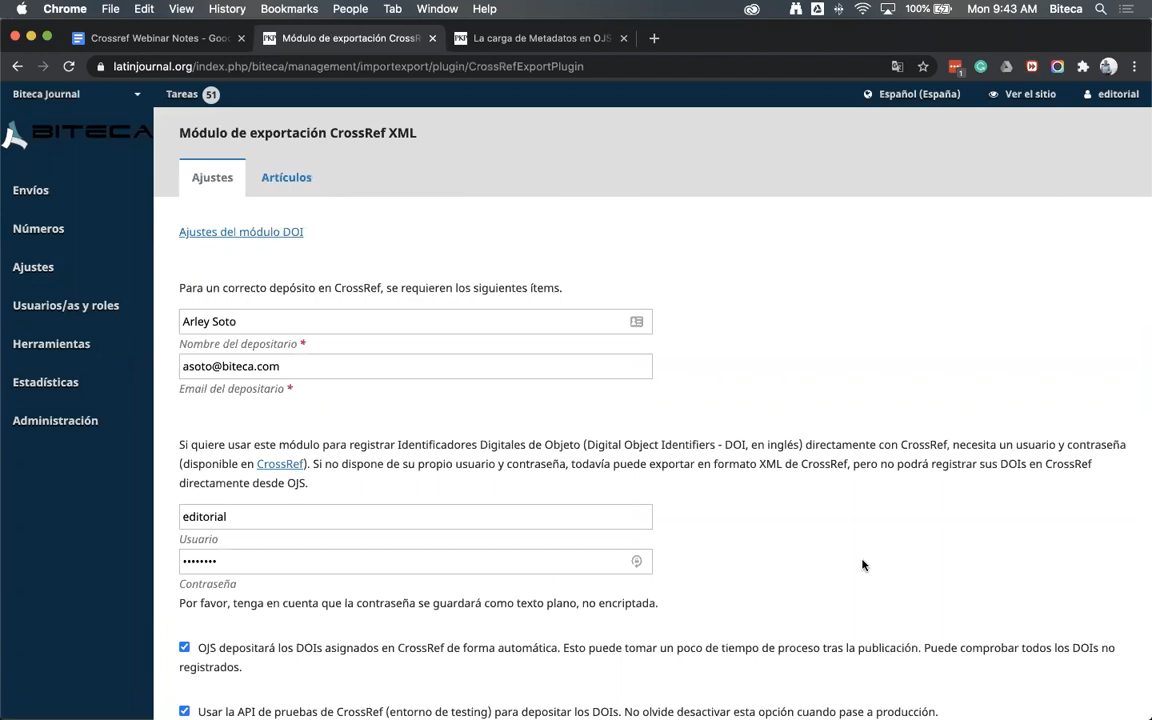 Chrome File Edit View History Bookmarks People Tab Window Help 100% Mon 9:43 AM Biteca
Crossref Webinar Notes - Goo
Módulo de exportación CrossR
La carga de Metadatos en OJS
latinjournal.org/index.php/biteca/management/importexport/plugin/CrossRefExportPlugin
Biteca Journal
Tareas 51
Español (España)
Ver el sitio
editorial
BITECA
Módulo de exportación CrossRef XML
Ajustes
Artículos
Envíos
Números
Ajustes
Usuarios/as y roles
Herramientas
Estadísticas
Administración
Ajustes del módulo DOI
Para un correcto depósito en CrossRef, se requieren los siguientes ítems.
Arley Soto
Nombre del depositario *
asoto@biteca.com
Email del depositario *
Si quiere usar este módulo para registrar Identificadores Digitales de Objeto (Digital Object Identifiers - DOI, en inglés) directamente con CrossRef, necesita un usuario y contraseña
(disponible en CrossRef). Si no dispone de su propio usuario y contraseña, todavía puede exportar en formato XML de CrossRef, pero no podrá registrar sus DOIs en CrossRef
directamente desde OJS.
editorial
Usuario
••••••••
Contraseña
Por favor, tenga en cuenta que la contraseña se guardará como texto plano, no encriptada.
OJS depositará los DOIs asignados en CrossRef de forma automática. Esto puede tomar un poco de tiempo de proceso tras la publicación. Puede comprobar todos los DOIs no
registrados.
Usar la API de pruebas de CrossRef (entorno de testing) para depositar los DOIs. No olvide desactivar esta opción cuando pase a producción.